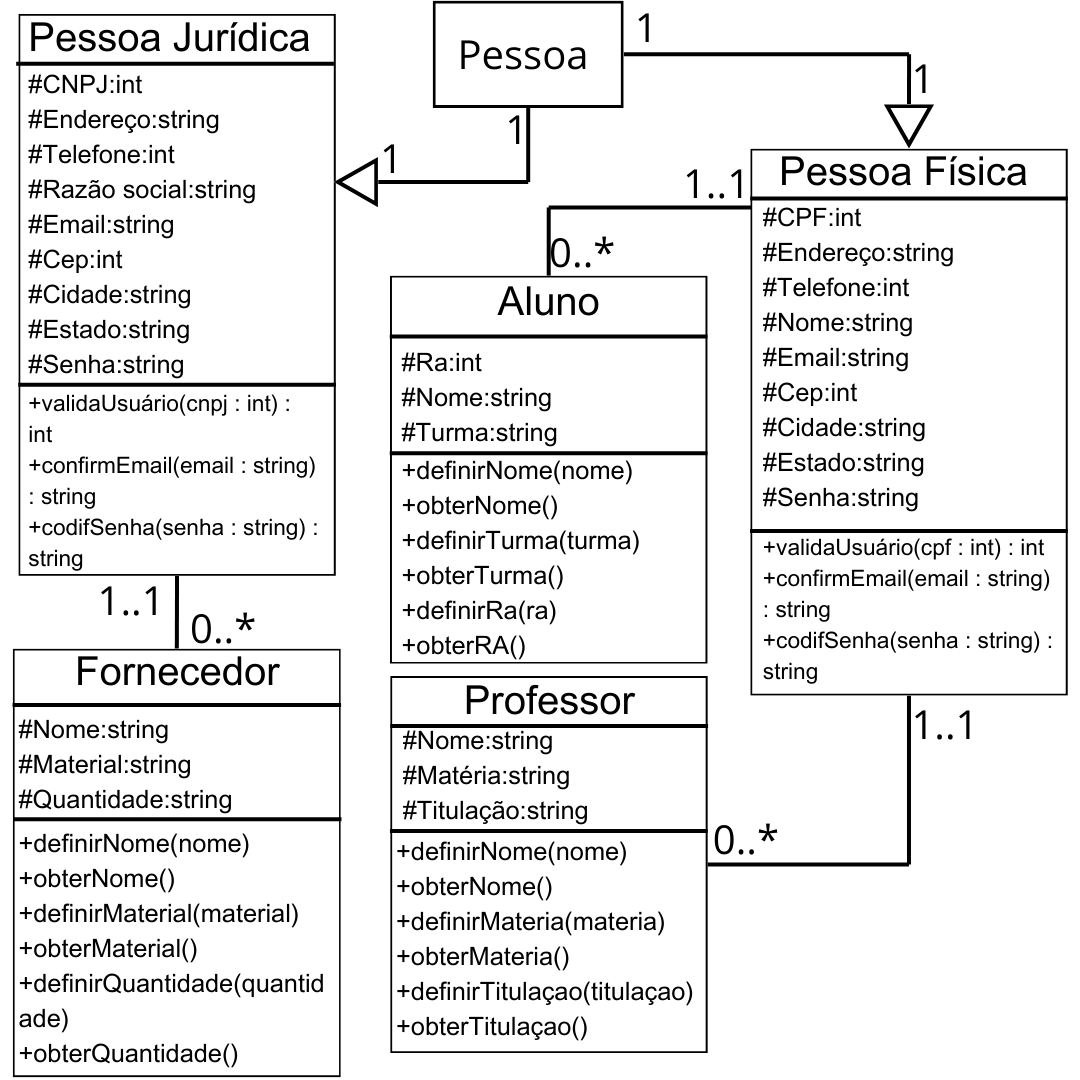 Pessoa Jurídica
#CNPJ:int
#Endereço:string
#Telefone:int
#Razão social:string
#Email:string
#Cep:int
#Cidade:string
#Estado:string
#Senha:string
+validaUsuário(cnpj : int) :
int
+confirmEmail(email : string)
: string
+codifSenha(senha : string) :
string
1..1
0..*
Fornecedor
#Nome:string
#Material:string
#Quantidade:string
+definirNome(nome)
+obterNome()
+definirMaterial(material)
+obterMaterial()
+definirQuantidade(quantid
ade)
+obterQuantidade()
Pessoa
1
1
1
1
1..1
0..*
Aluno
#Ra:int
#Nome:string
#Turma:string
+definirNome(nome)
+obterNome()
+definirTurma(turma)
+obterTurma()
+definirRa(ra)
+obterRA()
Professor
#Nome:string
#Matéria:string
#Titulação:string
+definirNome(nome)
+obterNome()
+definirMateria(materia)
+obterMateria()
+definirTitulaçao(titulaçao)
+obterTitulaçao()
Pessoa Física
#CPF:int
#Endereço:string
#Telefone:int
#Nome:string
#Email:string
#Cep:int
#Cidade:string
#Estado:string
#Senha:string
+validaUsuário(cpf : int) : int
+confirmEmail(email : string)
: string
+codifSenha(senha : string) :
string
1..1
0..*